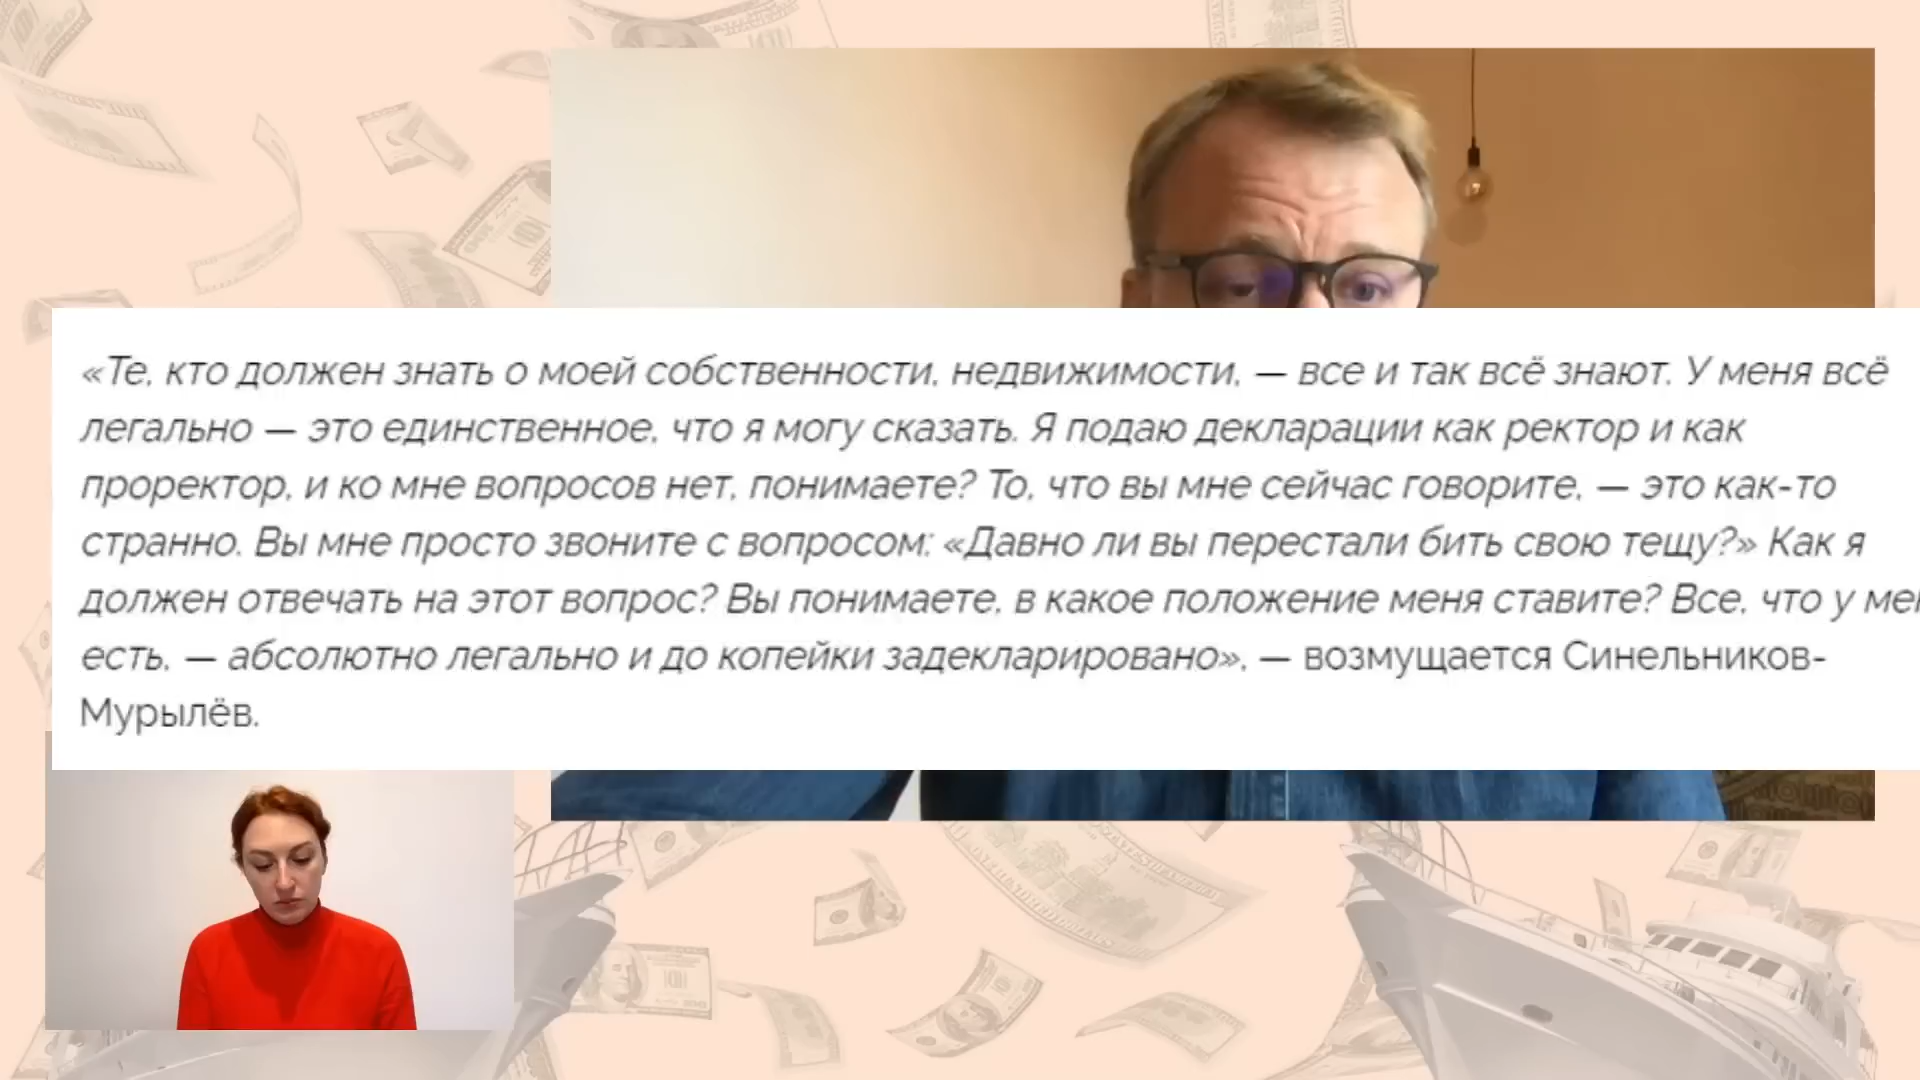 «Те, кто должен знать о моей собственности, недвижимости, — все и так всё знают. У меня всё
легально — это единственное, что я могу сказать. Я подаю декларации как ректор и как
проректор, и ко мне вопросов нет, понимаете? То, что вы мне сейчас говорите, — это как-то
странно. Вы мне просто звоните с вопросом: «Давно ли вы перестали бить свою тещу?» Как я
должен отвечать на этот вопрос? Вы понимаете, в какое положение меня ставите? Все, что у
есть, — абсолютно легально и до копейки задекларировано», — возмущается Синельников-
Мурылёв.